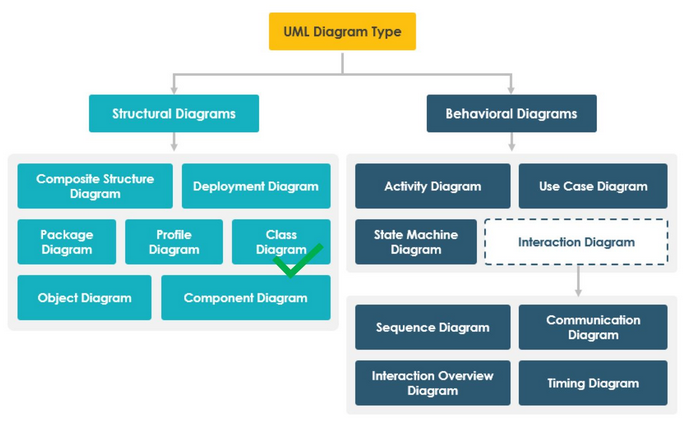 UML Diagram Type
Structural Diagrams
Behavioral Diagrams
Composite Structure
Diagram
Deployment Diagram
Package
Diagram
Profile
Diagram
Class
Diagram
Object Diagram
Component Diagram
Activity Diagram
Use Case Diagram
State Machine
Diagram
Interaction Diagram
Sequence Diagram
Communication
Diagram
Interaction Overview
Diagram
Timing Diagram